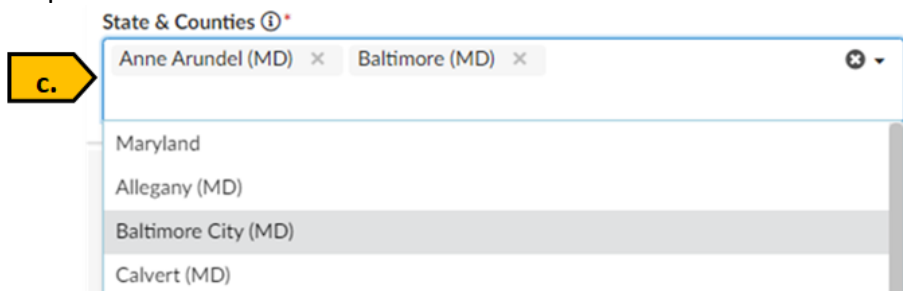 State & Counties ⓘ*
Anne Arundel (MD) × Baltimore (MD) ×
c.
Maryland
Allegany (MD)
Baltimore City (MD)
Calvert (MD)